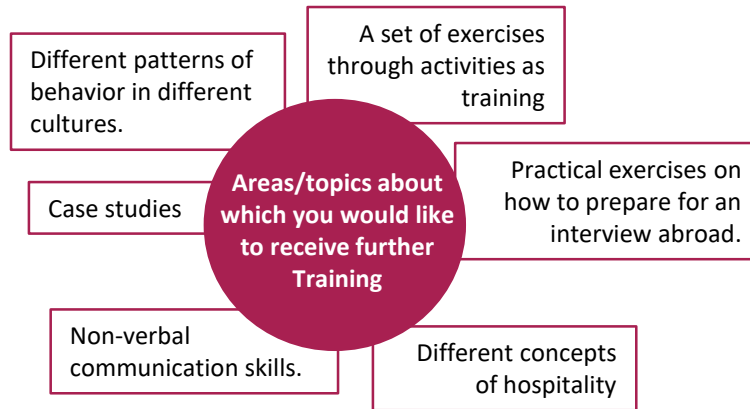 Different patterns of
behavior in different
cultures.
A set of exercises
through activities as
training
Case studies
Areas/topics about
which you would like
to receive further
Training
Practical exercises on
how to prepare for an
interview abroad.
Non-verbal
communication skills.
Different concepts
of hospitality